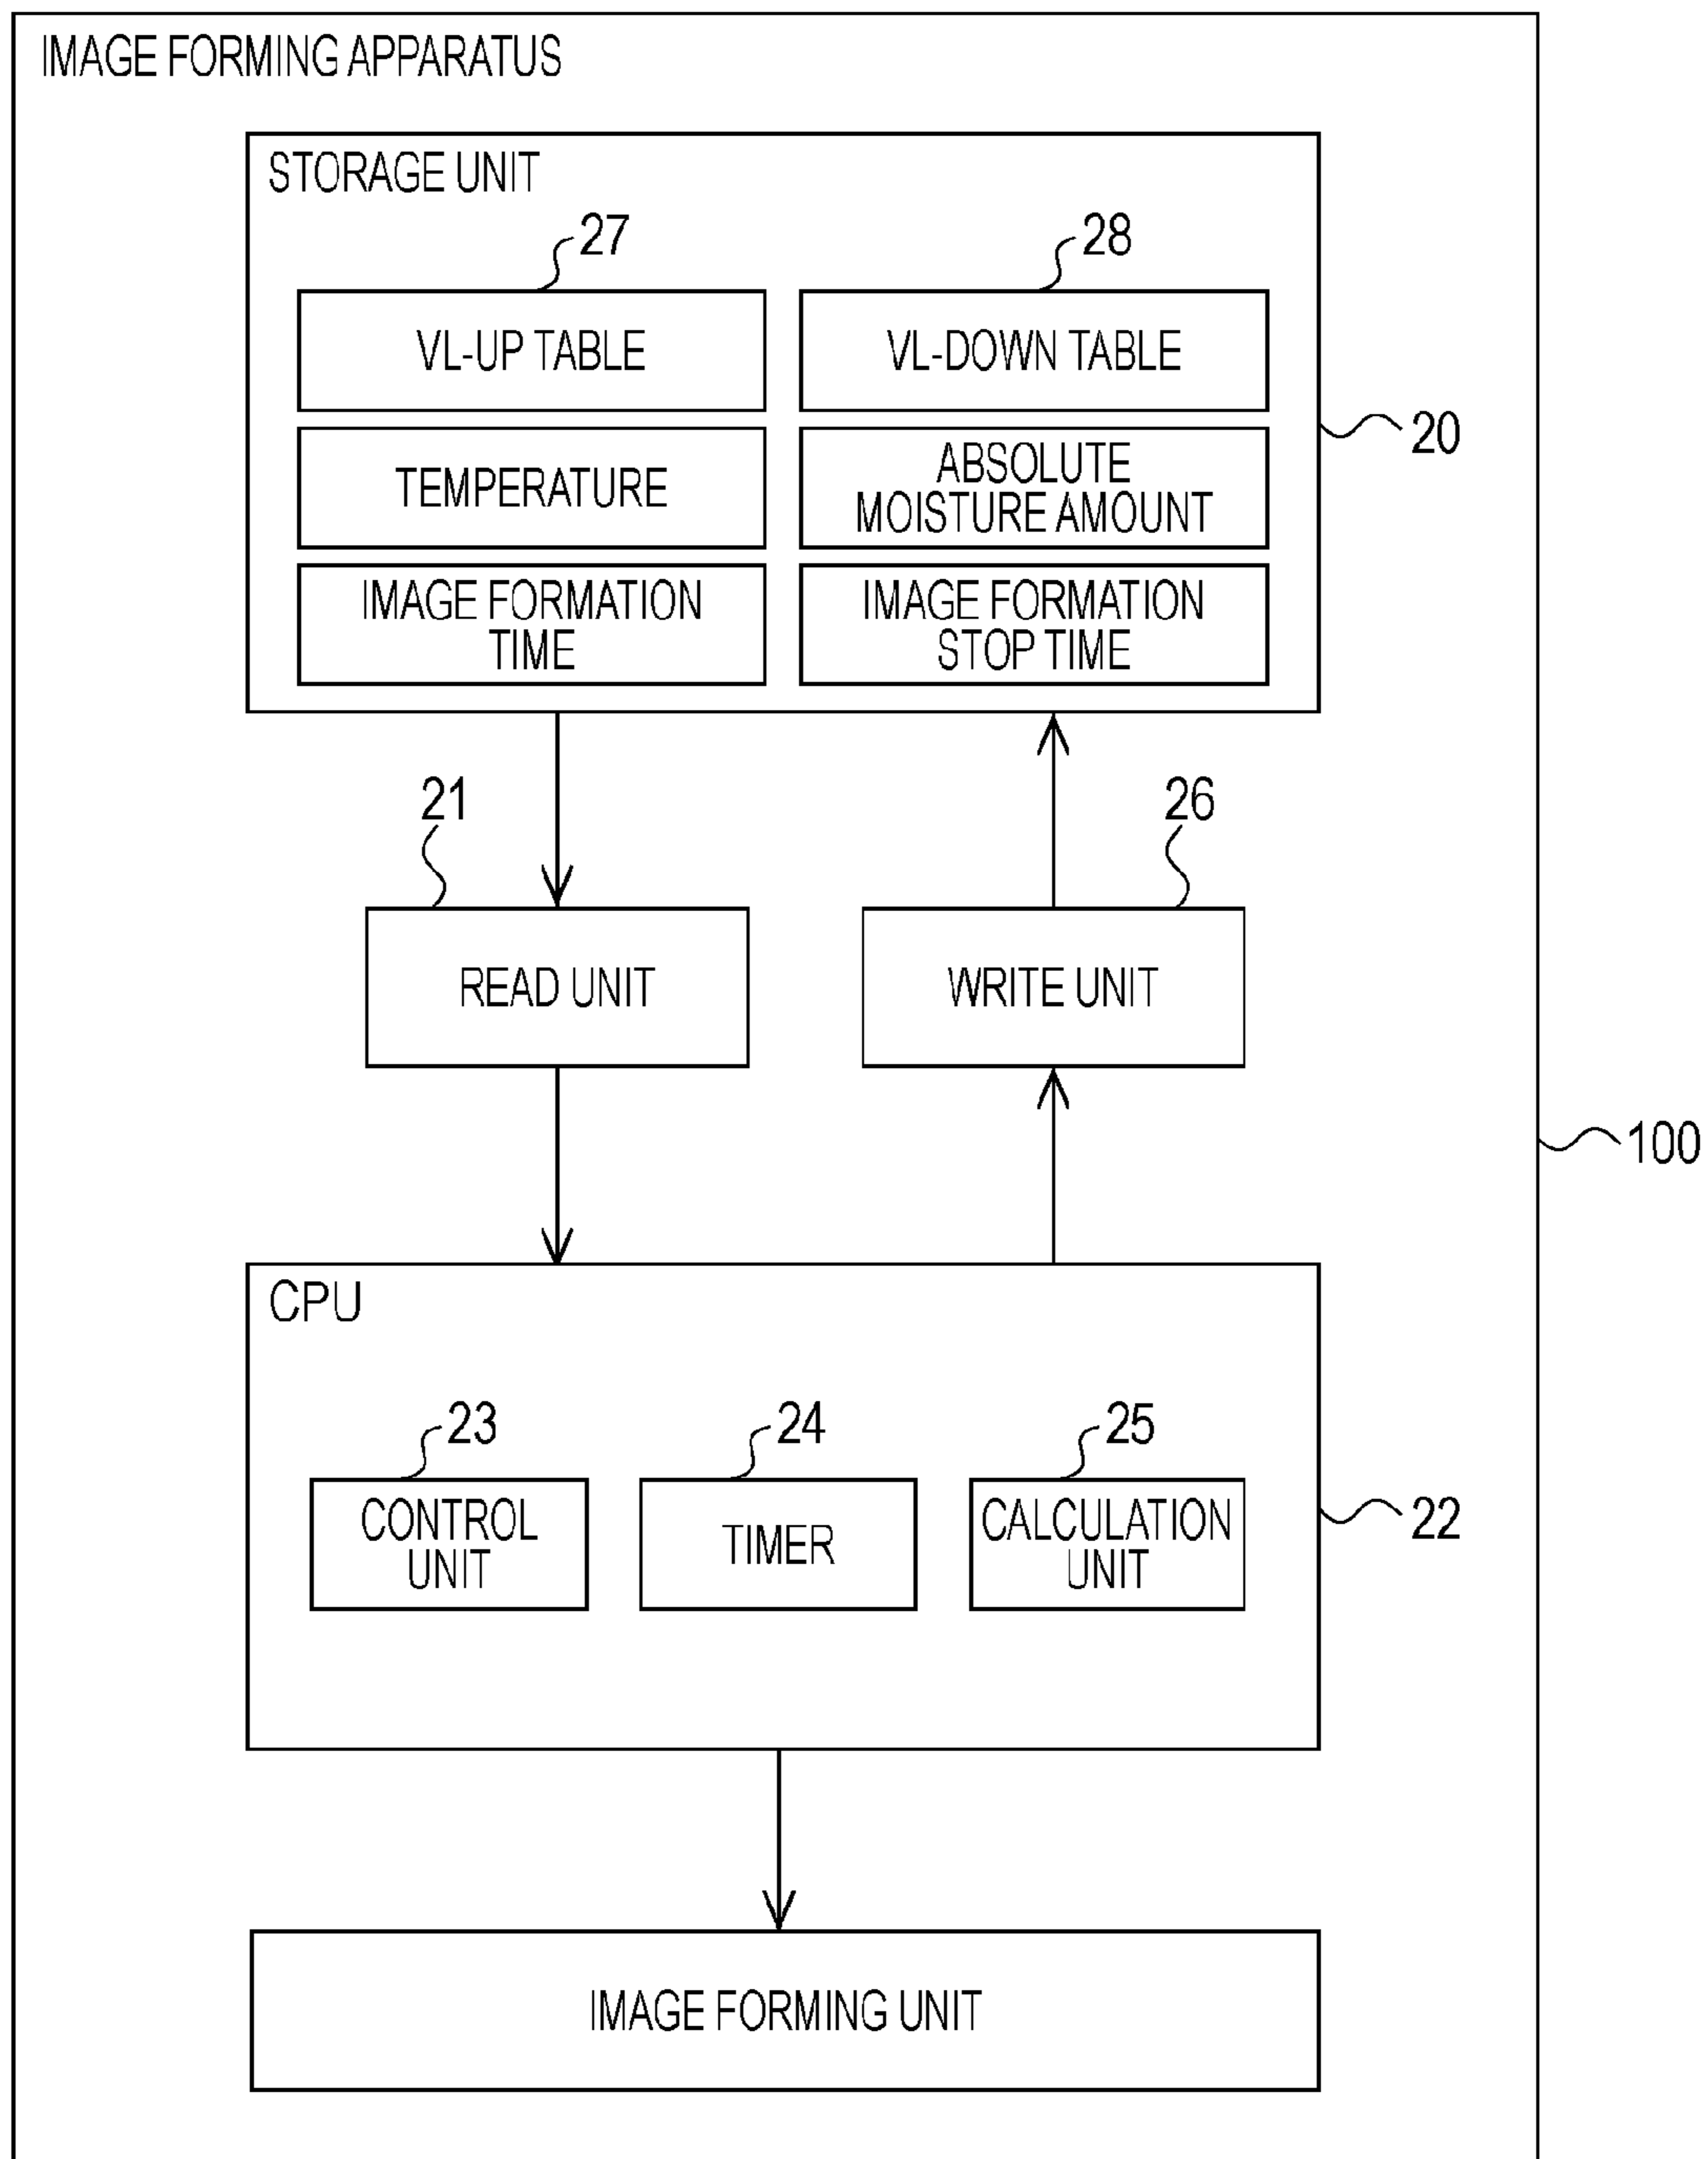 IMAGE FORMING APPARATUS
STORAGE UNIT
27
28
VL-UP TABLE
VL-DOWN TABLE
20
TEMPERATURE
ABSOLUTE
MOISTURE AMOUNT
IMAGE FORMATION
TIME
IMAGE FORMATION
STOP TIME
21
26
READ UNIT
WRITE UNIT
100
CPU
23
24
25
CONTROL
UNIT
TIMER
CALCULATION
UNIT
22
IMAGE FORMING UNIT